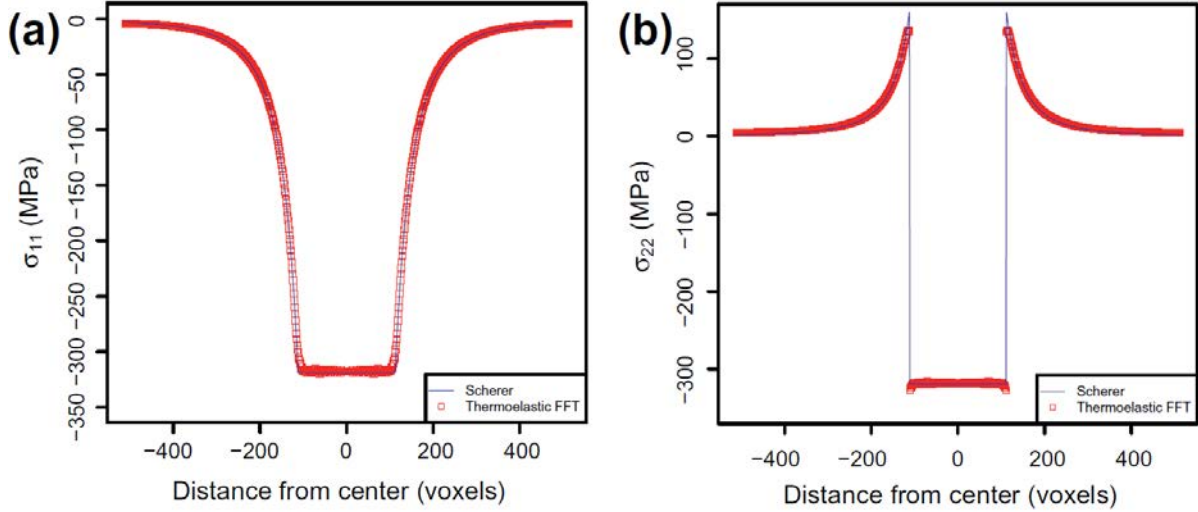 (a)
σ11 (MPa)
0
−50
−100
−150
−200
−250
−300
−350
Scherer
Thermoelastic FFT
−400
−200
0
200
400
Distance from center (voxels)
(b)
σ22 (MPa)
100
0
−100
−200
−300
Scherer
Thermoelastic FFT
−400
−200
0
200
400
Distance from center (voxels)